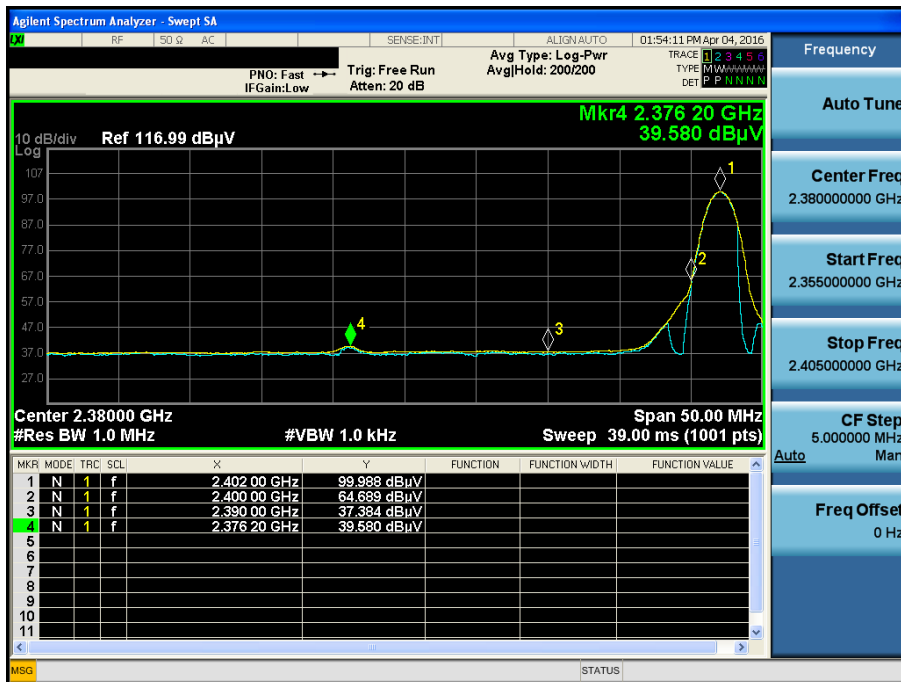 Agilent Spectrum Analyzer - Swept SA
LXI RF 50 Ω AC SENSE:INT ALIGN AUTO 01:54:11 PM Apr 04, 2016
PNO: Fast Trig: Free Run Avg Type: Log-Pwr TRACE 1 2 3 4 5 6
IFGain:Low Atten: 20 dB Avg|Hold: 200/200 TYPE MWWWWW
DET P P N N N N
Mkr4 2.376 20 GHz
39.580 dBµV
10 dB/div Ref 116.99 dBµV
Log
107
97.0
87.0
77.0
67.0
57.0
47.0
37.0
27.0
1
2
3
4
Center 2.38000 GHz Span 50.00 MHz
#Res BW 1.0 MHz #VBW 1.0 kHz Sweep 39.00 ms (1001 pts)
MKR MODE TRC SCL X Y FUNCTION FUNCTION WIDTH FUNCTION VALUE
1 N 1 f 2.402 00 GHz 99.988 dBµV
2 N 1 f 2.400 00 GHz 64.689 dBµV
3 N 1 f 2.390 00 GHz 37.384 dBµV
4 N 1 f 2.376 20 GHz 39.580 dBµV
5
6
7
8
9
10
11
MSG STATUS
Frequency
Auto Tune
Center Freq
2.380000000 GHz
Start Freq
2.355000000 GHz
Stop Freq
2.405000000 GHz
CF Step
5.000000 MHz
Auto Man
Freq Offset
0 Hz